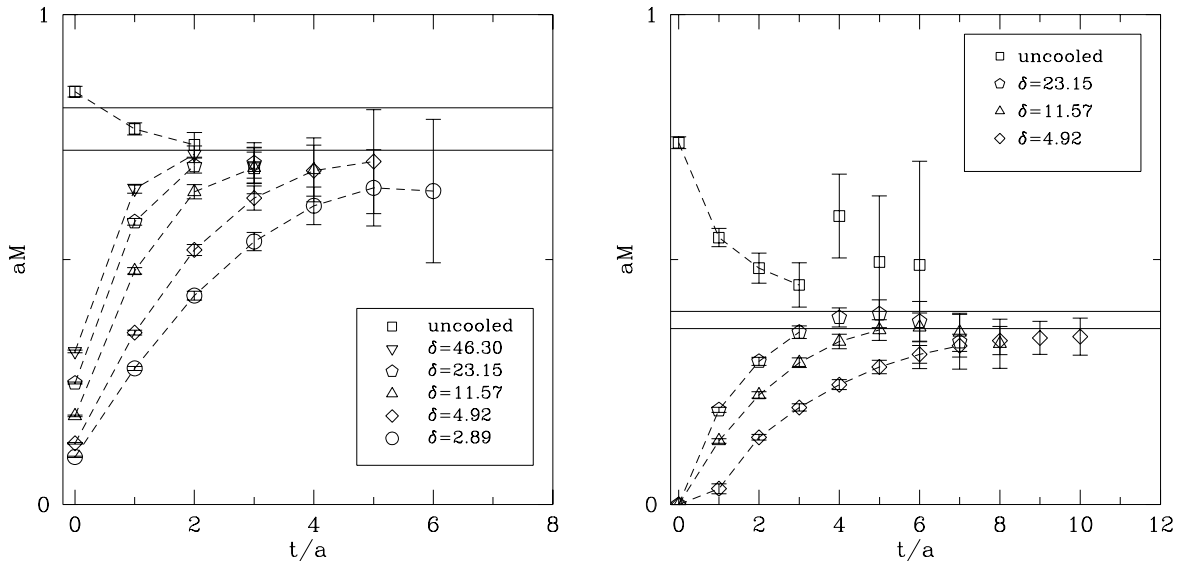 1
aM
0
0 2 4 6 8
t/a
uncooled
δ=46.30
δ=23.15
δ=11.57
δ=4.92
δ=2.89
1
aM
0
0 2 4 6 8 10 12
t/a
uncooled
δ=23.15
δ=11.57
δ=4.92